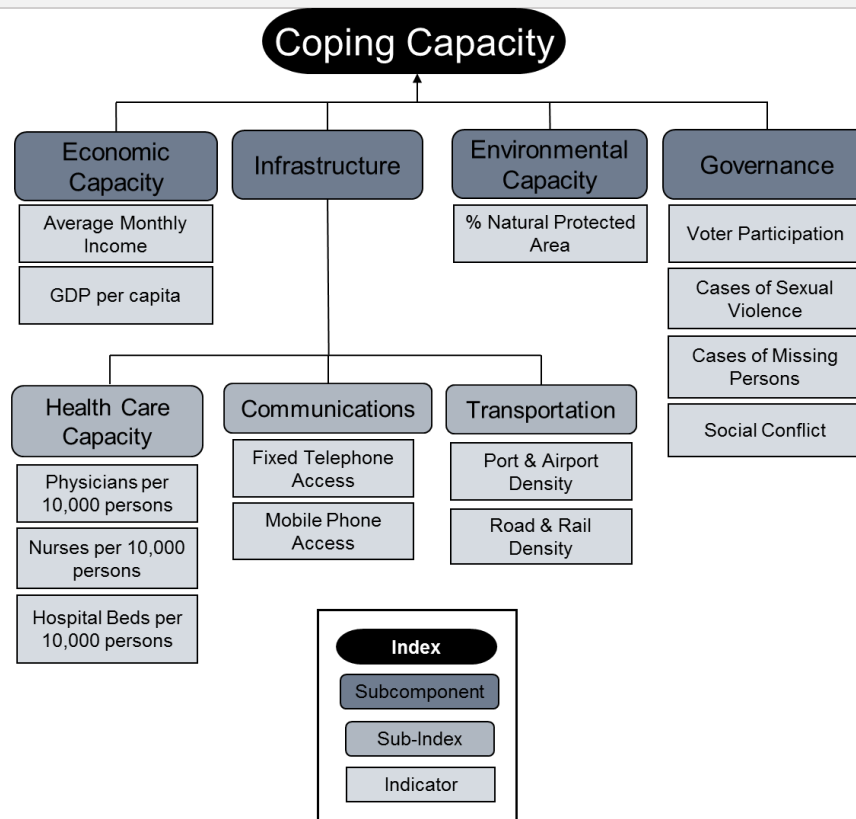 Coping Capacity
Economic
Capacity
Average Monthly
Income
GDP per capita
Infrastructure
Environmental
Capacity
% Natural Protected
Area
Governance
Voter Participation
Cases of Sexual
Violence
Cases of Missing
Persons
Social Conflict
Health Care
Capacity
Physicians per
10,000 persons
Nurses per 10,000
persons
Hospital Beds per
10,000 persons
Communications
Fixed Telephone
Access
Mobile Phone
Access
Transportation
Port & Airport
Density
Road & Rail
Density
Index
Subcomponent
Sub-Index
Indicator